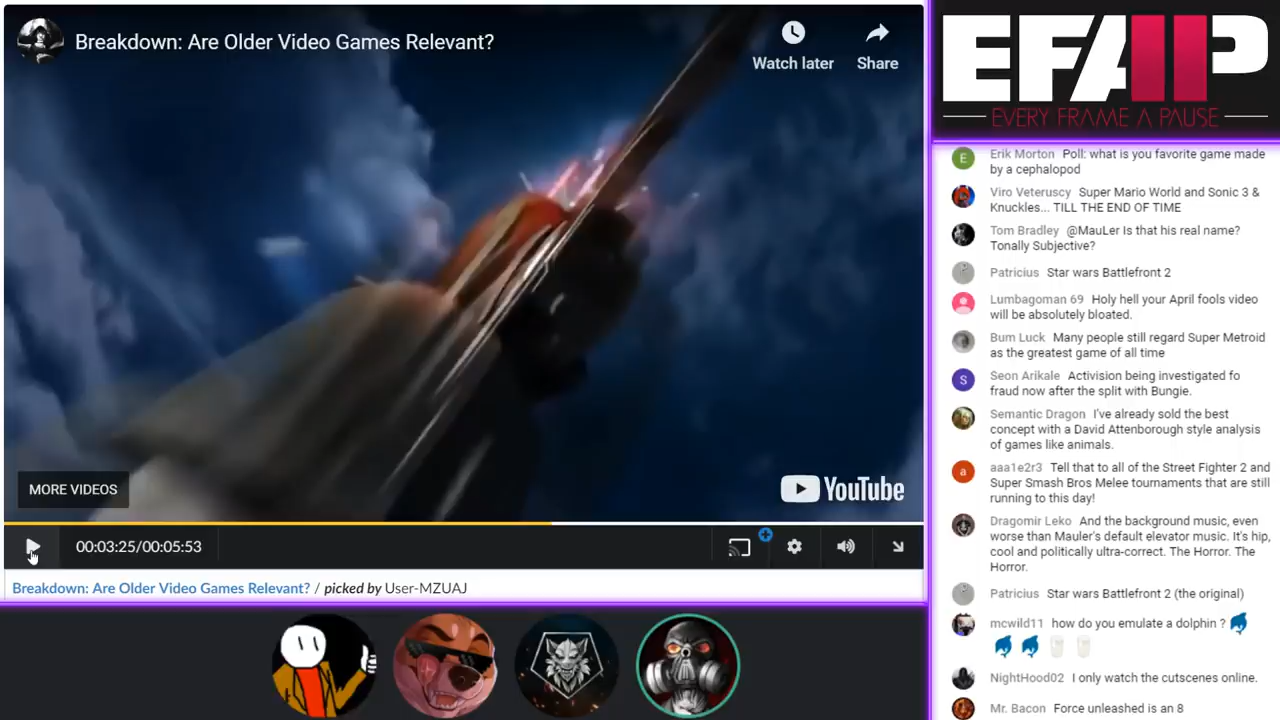 Breakdown: Are Older Video Games Relevant?
Watch later
Share
MORE VIDEOS
YouTube
00:03:25/00:05:53
Breakdown: Are Older Video Games Relevant? / picked by User-MZUAJ
EFAP
EVERY FRAME A PAUSE
E
Erik Morton Poll: what is you favorite game made
by a cephalopod
Viro Veteruscy Super Mario World and Sonic 3 &
Knuckles... TILL THE END OF TIME
Tom Bradley @MauLer Is that his real name?
Tonally Subjective?
Patricius Star wars Battlefront 2
Lumbagoman 69 Holy hell your April fools video
will be absolutely bloated.
Bum Luck Many people still regard Super Metroid
as the greatest game of all time
S
Seon Arikale Activision being investigated fo
fraud now after the split with Bungie.
Semantic Dragon I've already sold the best
concept with a David Attenborough style analysis
of games like animals.
a
aaa1e2r3 Tell that to all of the Street Fighter 2 and
Super Smash Bros Melee tournaments that are still
running to this day!
Dragomir Leko And the background music, even
worse than Mauler's default elevator music. It's hip,
cool and politically ultra-correct. The Horror. The
Horror.
Patricius Star wars Battlefront 2 (the original)
mcwild11 how do you emulate a dolphin ?
NightHood02 I only watch the cutscenes online.
Mr. Bacon Force unleashed is an 8